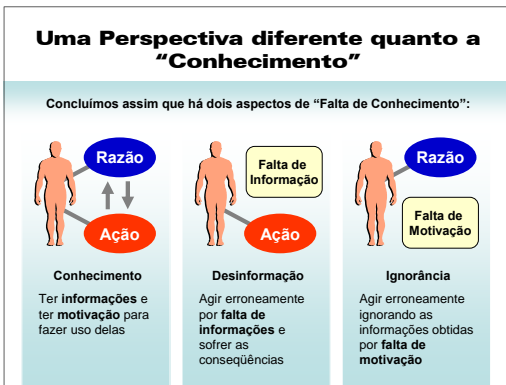 Uma Perspectiva diferente quanto a
“Conhecimento”
Concluímos assim que há dois aspectos de “Falta de Conhecimento”:
Razão
Ação
Conhecimento
Ter informações e
ter motivação para
fazer uso delas
Falta de
Informação
Ação
Desinformação
Agir erroneamente
por falta de
informações e
sofrer as
conseqüências
Razão
Falta de
Motivação
Ignorância
Agir erroneamente
ignorando as
informações obtidas
por falta de
motivação